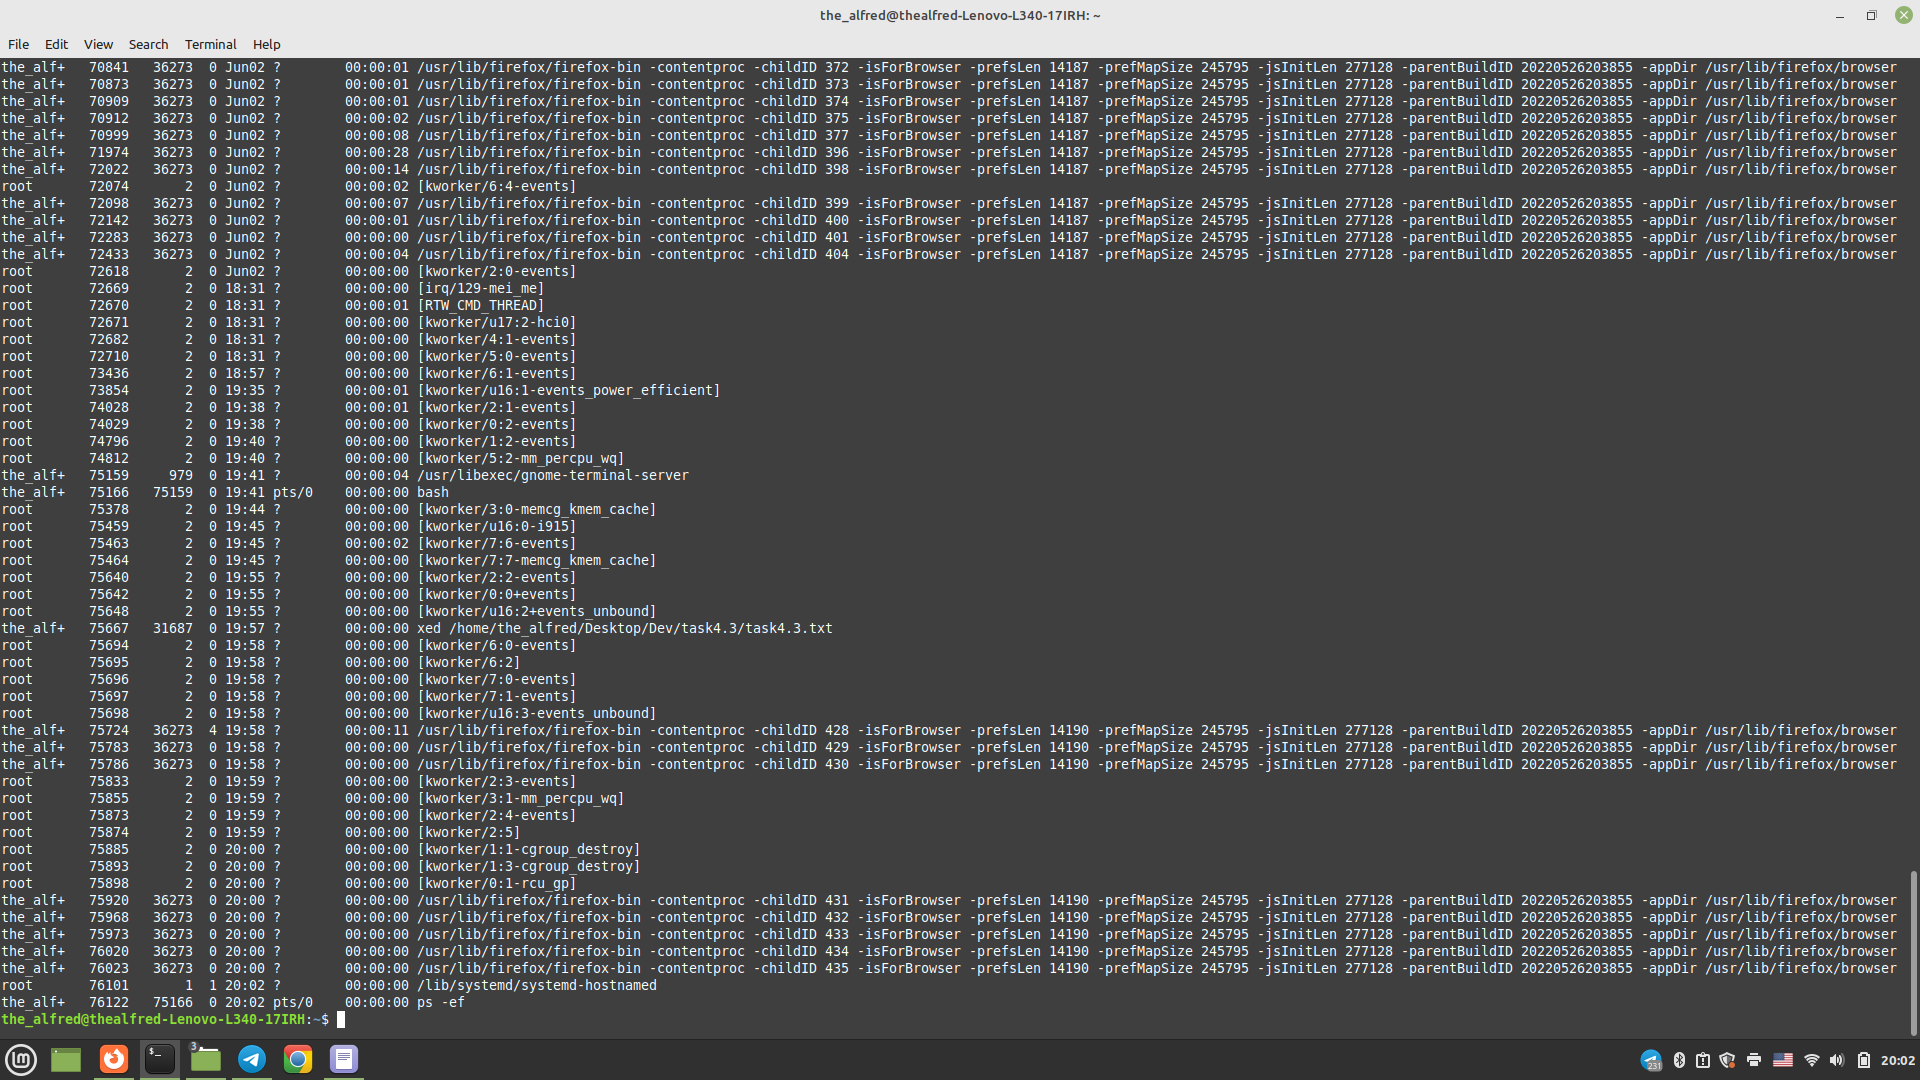 the_alfred@thealfred-Lenovo-L340-17IRH: ~
File Edit View Search Terminal Help
the_alf+   70841   36273  0 Jun02 ?        00:00:01 /usr/lib/firefox/firefox-bin -contentproc -childID 372 -isForBrowser -prefsLen 14187 -prefMapSize 245795 -jsInitLen 277128 -parentBuildID 20220526203855 -appDir /usr/lib/firefox/browser
the_alf+   70873   36273  0 Jun02 ?        00:00:01 /usr/lib/firefox/firefox-bin -contentproc -childID 373 -isForBrowser -prefsLen 14187 -prefMapSize 245795 -jsInitLen 277128 -parentBuildID 20220526203855 -appDir /usr/lib/firefox/browser
the_alf+   70909   36273  0 Jun02 ?        00:00:01 /usr/lib/firefox/firefox-bin -contentproc -childID 374 -isForBrowser -prefsLen 14187 -prefMapSize 245795 -jsInitLen 277128 -parentBuildID 20220526203855 -appDir /usr/lib/firefox/browser
the_alf+   70912   36273  0 Jun02 ?        00:00:02 /usr/lib/firefox/firefox-bin -contentproc -childID 375 -isForBrowser -prefsLen 14187 -prefMapSize 245795 -jsInitLen 277128 -parentBuildID 20220526203855 -appDir /usr/lib/firefox/browser
the_alf+   70999   36273  0 Jun02 ?        00:00:08 /usr/lib/firefox/firefox-bin -contentproc -childID 377 -isForBrowser -prefsLen 14187 -prefMapSize 245795 -jsInitLen 277128 -parentBuildID 20220526203855 -appDir /usr/lib/firefox/browser
the_alf+   71974   36273  0 Jun02 ?        00:00:28 /usr/lib/firefox/firefox-bin -contentproc -childID 396 -isForBrowser -prefsLen 14187 -prefMapSize 245795 -jsInitLen 277128 -parentBuildID 20220526203855 -appDir /usr/lib/firefox/browser
the_alf+   72022   36273  0 Jun02 ?        00:00:14 /usr/lib/firefox/firefox-bin -contentproc -childID 398 -isForBrowser -prefsLen 14187 -prefMapSize 245795 -jsInitLen 277128 -parentBuildID 20220526203855 -appDir /usr/lib/firefox/browser
root       72074       2  0 Jun02 ?        00:00:02 [kworker/6:4-events]
the_alf+   72098   36273  0 Jun02 ?        00:00:07 /usr/lib/firefox/firefox-bin -contentproc -childID 399 -isForBrowser -prefsLen 14187 -prefMapSize 245795 -jsInitLen 277128 -parentBuildID 20220526203855 -appDir /usr/lib/firefox/browser
the_alf+   72142   36273  0 Jun02 ?        00:00:01 /usr/lib/firefox/firefox-bin -contentproc -childID 400 -isForBrowser -prefsLen 14187 -prefMapSize 245795 -jsInitLen 277128 -parentBuildID 20220526203855 -appDir /usr/lib/firefox/browser
the_alf+   72283   36273  0 Jun02 ?        00:00:00 /usr/lib/firefox/firefox-bin -contentproc -childID 401 -isForBrowser -prefsLen 14187 -prefMapSize 245795 -jsInitLen 277128 -parentBuildID 20220526203855 -appDir /usr/lib/firefox/browser
the_alf+   72433   36273  0 Jun02 ?        00:00:04 /usr/lib/firefox/firefox-bin -contentproc -childID 404 -isForBrowser -prefsLen 14187 -prefMapSize 245795 -jsInitLen 277128 -parentBuildID 20220526203855 -appDir /usr/lib/firefox/browser
root       72618       2  0 Jun02 ?        00:00:00 [kworker/2:0-events]
root       72669       2  0 18:31 ?        00:00:00 [irq/129-mei_me]
root       72670       2  0 18:31 ?        00:00:01 [RTW_CMD_THREAD]
root       72671       2  0 18:31 ?        00:00:00 [kworker/u17:2-hci0]
root       72682       2  0 18:31 ?        00:00:00 [kworker/4:1-events]
root       72710       2  0 18:31 ?        00:00:00 [kworker/5:0-events]
root       73436       2  0 18:57 ?        00:00:00 [kworker/6:1-events]
root       73854       2  0 19:35 ?        00:00:01 [kworker/u16:1-events_power_efficient]
root       74028       2  0 19:38 ?        00:00:01 [kworker/2:1-events]
root       74029       2  0 19:38 ?        00:00:00 [kworker/0:2-events]
root       74796       2  0 19:40 ?        00:00:00 [kworker/1:2-events]
root       74812       2  0 19:40 ?        00:00:00 [kworker/5:2-mm_percpu_wq]
the_alf+   75159     979  0 19:41 ?        00:00:04 /usr/libexec/gnome-terminal-server
the_alf+   75166   75159  0 19:41 pts/0    00:00:00 bash
root       75378       2  0 19:44 ?        00:00:00 [kworker/3:0-memcg_kmem_cache]
root       75459       2  0 19:45 ?        00:00:00 [kworker/u16:0-i915]
root       75463       2  0 19:45 ?        00:00:02 [kworker/7:6-events]
root       75464       2  0 19:45 ?        00:00:00 [kworker/7:7-memcg_kmem_cache]
root       75640       2  0 19:55 ?        00:00:00 [kworker/2:2-events]
root       75642       2  0 19:55 ?        00:00:00 [kworker/0:0+events]
root       75648       2  0 19:55 ?        00:00:00 [kworker/u16:2+events_unbound]
the_alf+   75667   31687  0 19:57 ?        00:00:00 xed /home/the_alfred/Desktop/Dev/task4.3/task4.3.txt
root       75694       2  0 19:58 ?        00:00:00 [kworker/6:0-events]
root       75695       2  0 19:58 ?        00:00:00 [kworker/6:2]
root       75696       2  0 19:58 ?        00:00:00 [kworker/7:0-events]
root       75697       2  0 19:58 ?        00:00:00 [kworker/7:1-events]
root       75698       2  0 19:58 ?        00:00:00 [kworker/u16:3-events_unbound]
the_alf+   75724   36273  4 19:58 ?        00:00:11 /usr/lib/firefox/firefox-bin -contentproc -childID 428 -isForBrowser -prefsLen 14190 -prefMapSize 245795 -jsInitLen 277128 -parentBuildID 20220526203855 -appDir /usr/lib/firefox/browser
the_alf+   75783   36273  0 19:58 ?        00:00:00 /usr/lib/firefox/firefox-bin -contentproc -childID 429 -isForBrowser -prefsLen 14190 -prefMapSize 245795 -jsInitLen 277128 -parentBuildID 20220526203855 -appDir /usr/lib/firefox/browser
the_alf+   75786   36273  0 19:58 ?        00:00:00 /usr/lib/firefox/firefox-bin -contentproc -childID 430 -isForBrowser -prefsLen 14190 -prefMapSize 245795 -jsInitLen 277128 -parentBuildID 20220526203855 -appDir /usr/lib/firefox/browser
root       75833       2  0 19:59 ?        00:00:00 [kworker/2:3-events]
root       75855       2  0 19:59 ?        00:00:00 [kworker/3:1-mm_percpu_wq]
root       75873       2  0 19:59 ?        00:00:00 [kworker/2:4-events]
root       75874       2  0 19:59 ?        00:00:00 [kworker/2:5]
root       75885       2  0 20:00 ?        00:00:00 [kworker/1:1-cgroup_destroy]
root       75893       2  0 20:00 ?        00:00:00 [kworker/1:3-cgroup_destroy]
root       75898       2  0 20:00 ?        00:00:00 [kworker/0:1-rcu_gp]
the_alf+   75920   36273  0 20:00 ?        00:00:00 /usr/lib/firefox/firefox-bin -contentproc -childID 431 -isForBrowser -prefsLen 14190 -prefMapSize 245795 -jsInitLen 277128 -parentBuildID 20220526203855 -appDir /usr/lib/firefox/browser
the_alf+   75968   36273  0 20:00 ?        00:00:00 /usr/lib/firefox/firefox-bin -contentproc -childID 432 -isForBrowser -prefsLen 14190 -prefMapSize 245795 -jsInitLen 277128 -parentBuildID 20220526203855 -appDir /usr/lib/firefox/browser
the_alf+   75973   36273  0 20:00 ?        00:00:00 /usr/lib/firefox/firefox-bin -contentproc -childID 433 -isForBrowser -prefsLen 14190 -prefMapSize 245795 -jsInitLen 277128 -parentBuildID 20220526203855 -appDir /usr/lib/firefox/browser
the_alf+   76020   36273  0 20:00 ?        00:00:00 /usr/lib/firefox/firefox-bin -contentproc -childID 434 -isForBrowser -prefsLen 14190 -prefMapSize 245795 -jsInitLen 277128 -parentBuildID 20220526203855 -appDir /usr/lib/firefox/browser
the_alf+   76023   36273  0 20:00 ?        00:00:00 /usr/lib/firefox/firefox-bin -contentproc -childID 435 -isForBrowser -prefsLen 14190 -prefMapSize 245795 -jsInitLen 277128 -parentBuildID 20220526203855 -appDir /usr/lib/firefox/browser
root       76101       1  1 20:02 ?        00:00:00 /lib/systemd/systemd-hostnamed
the_alf+   76122   75166  0 20:02 pts/0    00:00:00 ps -ef
the_alfred@thealfred-Lenovo-L340-17IRH:~$
3
231
20:02